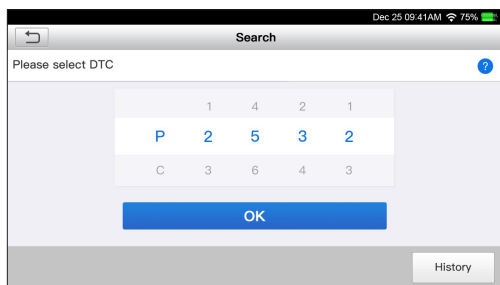 Dec 25 09:41AM 75%
Search
Please select DTC
?
1 4 2 1
P 2 5 3 2
C 3 6 4 3
OK
History